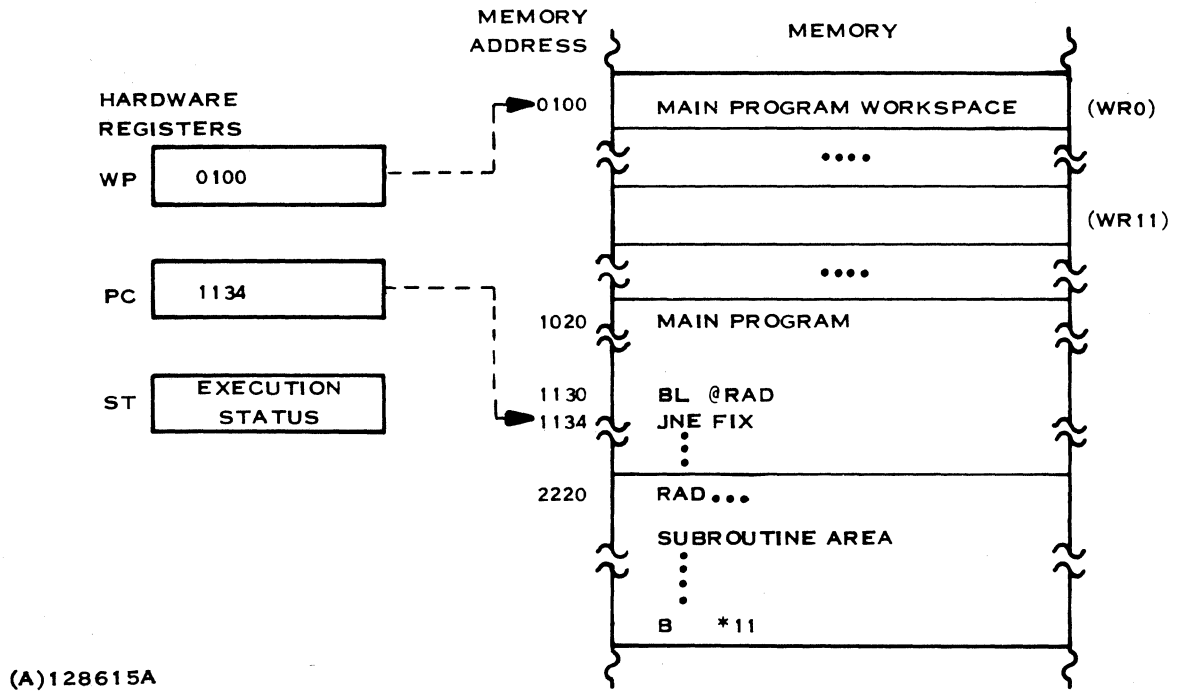 MEMORY ADDRESS
MEMORY
HARDWARE REGISTERS
0100 MAIN PROGRAM WORKSPACE (WR0)
WP 0100
(WR11)
PC 1134
1020 MAIN PROGRAM
ST EXECUTION STATUS
1130 BL @RAD
1134 JNE FIX
2220 RAD...
SUBROUTINE AREA
B *11
(A)128615A